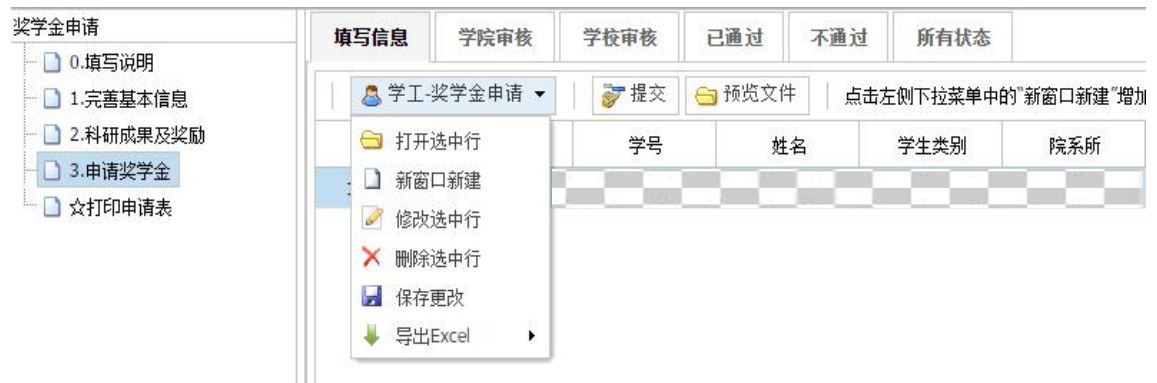 奖学金申请
0.填写说明
1.完善基本信息
2.科研成果及奖励
3.申请奖学金
☆打印申请表
填写信息 学院审核 学校审核 已通过 不通过 所有状态
学工-奖学金申请 提交 预览文件 点击左侧下拉菜单中的"新窗口新建"增加
学号 姓名 学生类别 院系所
打开选中行
新窗口新建
修改选中行
删除选中行
保存更改
导出Excel